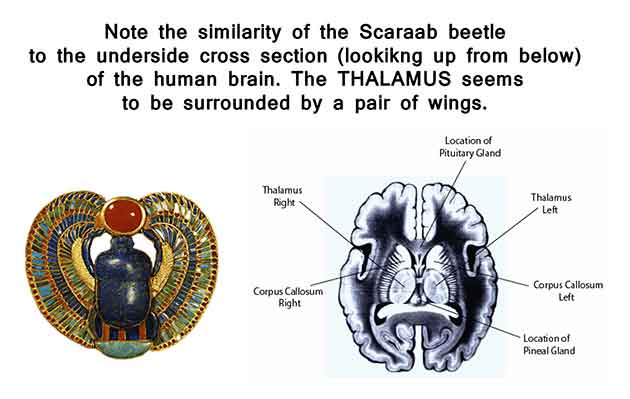 Note the similarity of the Scaraab beetle
to the underside cross section (lookikng up from below)
of the human brain. The THALAMUS seems
to be surrounded by a pair of wings.
Location of
Pituitary Gland
Thalamus
Right
Thalamus
Left
Corpus Callosum
Right
Corpus Callosum
Left
Location of
Pineal Gland